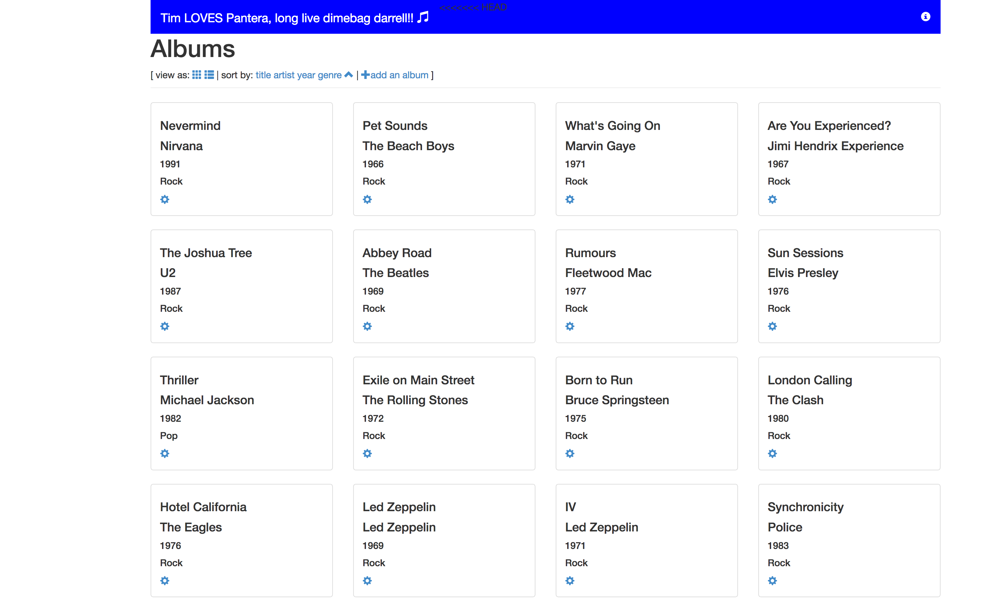 <<<<<<< HEAD
Tim LOVES Pantera, long live dimebag darrell!!
Albums
[ view as: | sort by: title artist year genre | add an album ]
Nevermind
Nirvana
1991
Rock
Pet Sounds
The Beach Boys
1966
Rock
What's Going On
Marvin Gaye
1971
Rock
Are You Experienced?
Jimi Hendrix Experience
1967
Rock
The Joshua Tree
U2
1987
Rock
Abbey Road
The Beatles
1969
Rock
Rumours
Fleetwood Mac
1977
Rock
Sun Sessions
Elvis Presley
1976
Rock
Thriller
Michael Jackson
1982
Pop
Exile on Main Street
The Rolling Stones
1972
Rock
Born to Run
Bruce Springsteen
1975
Rock
London Calling
The Clash
1980
Rock
Hotel California
The Eagles
1976
Rock
Led Zeppelin
Led Zeppelin
1969
Rock
IV
Led Zeppelin
1971
Rock
Synchronicity
Police
1983
Rock